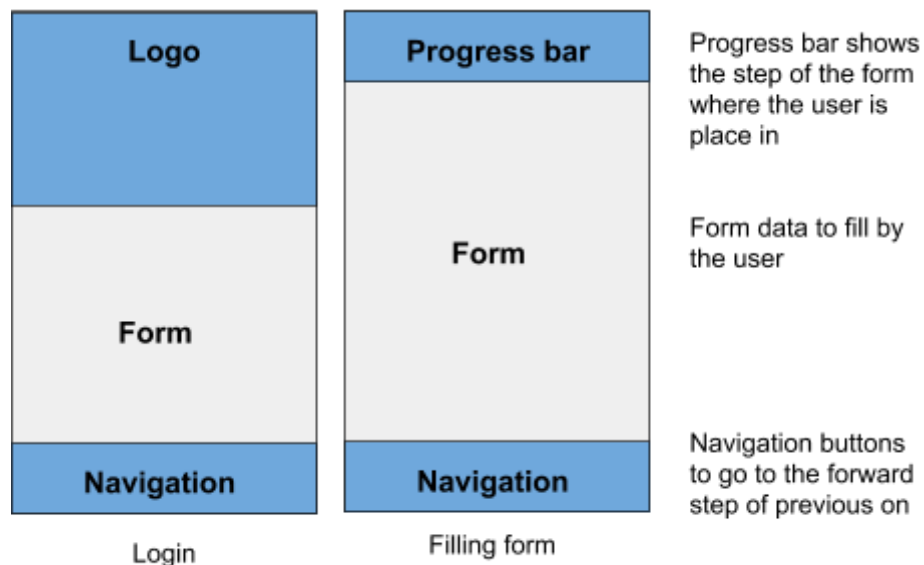 Logo
Form
Navigation
Login
Progress bar
Form
Navigation
Filling form
Progress bar shows
the step of the form
where the user is
place in
Form data to fill by
the user
Navigation buttons
to go to the forward
step of previous on